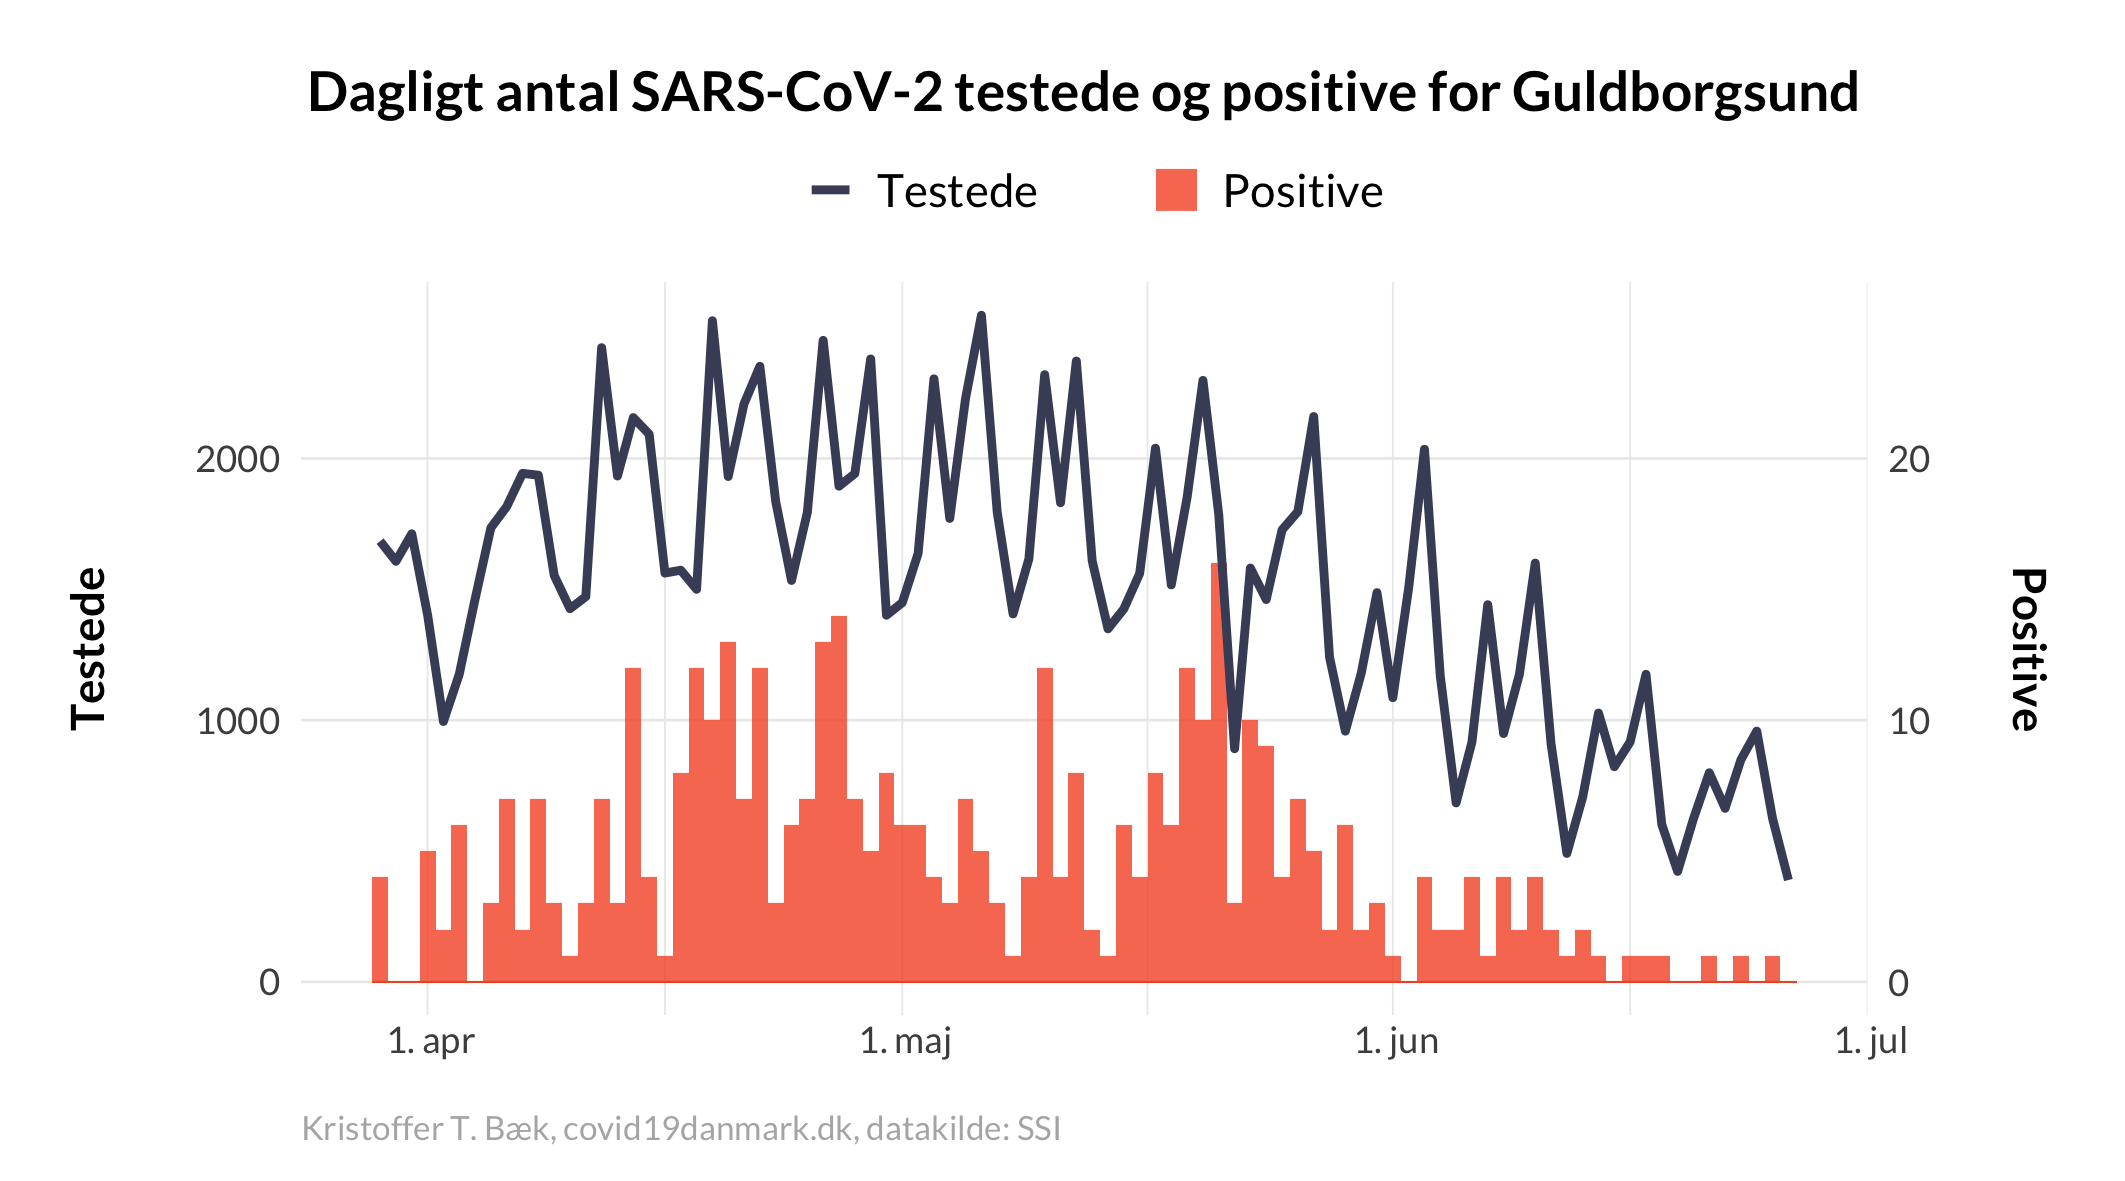 Dagligt antal SARS-CoV-2 testede og positive for Guldborgsund
Testede
Positive
Testede
2000
1000
0
20
10
0
Positive
1. apr
1. maj
1. jun
1. jul
Kristoffer T. Bæk, covid19danmark.dk, datakilde: SSI